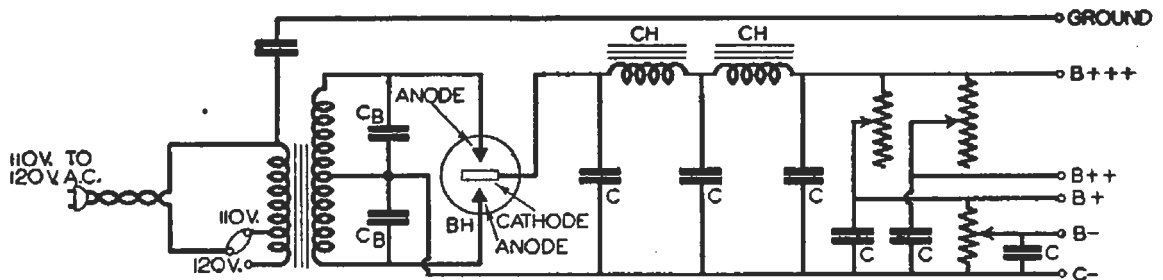 GROUND
CH
CH
B+++
ANODE
CB
110V. TO
120V. A.C.
C
C
C
B++
CATHODE
B+
110V.
CB
BH
ANODE
B-
120V.
C
C
C
C-